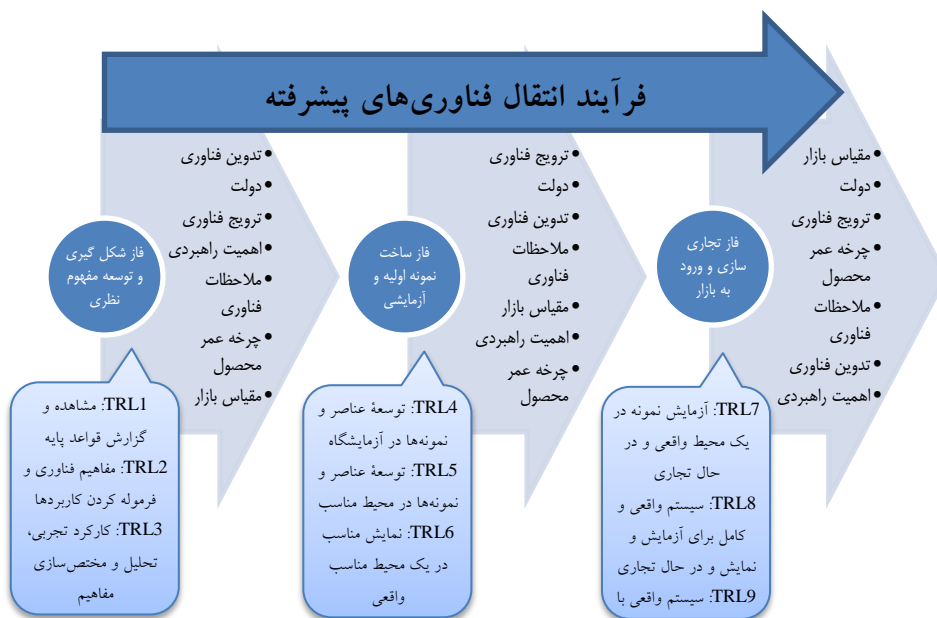 فرآیند انتقال فناوری‌های پیشرفته
فاز شکل گیری
و توسعه مفهوم
نظری
•تدوین فناوری
•دولت
•ترویج فناوری
•اهمیت راهبردی
•ملاحظات
فناوری
•چرخه عمر
محصول
•مقیاس بازار
TRL1: مشاهده و
گزارش قواعد پایه
TRL2: مفاهیم فناوری و
فرموله کردن کاربردها
TRL3: کارکرد تجربی،
تحلیل و مختص‌سازی
مفاهیم
فاز ساخت
نمونه اولیه و
آزمایشی
•ترویج فناوری
•دولت
•تدوین فناوری
•ملاحظات
فناوری
•مقیاس بازار
•اهمیت راهبردی
•چرخه عمر
محصول
TRL4: توسعۀ عناصر و
نمونه‌ها در آزمایشگاه
TRL5: توسعۀ عناصر و
نمونه‌ها در محیط مناسب
TRL6: نمایش مناسب
در یک محیط مناسب
واقعی
فاز تجاری
سازی و ورود
به بازار
•مقیاس بازار
•دولت
•ترویج فناوری
•چرخه عمر
محصول
•ملاحظات
فناوری
•تدوین فناوری
•اهمیت راهبردی
TRL7: آزمایش نمونه در
یک محیط واقعی و در
حال تجاری
TRL8: سیستم واقعی و
کامل برای آزمایش و
نمایش و در حال تجاری
TRL9: سیستم واقعی با